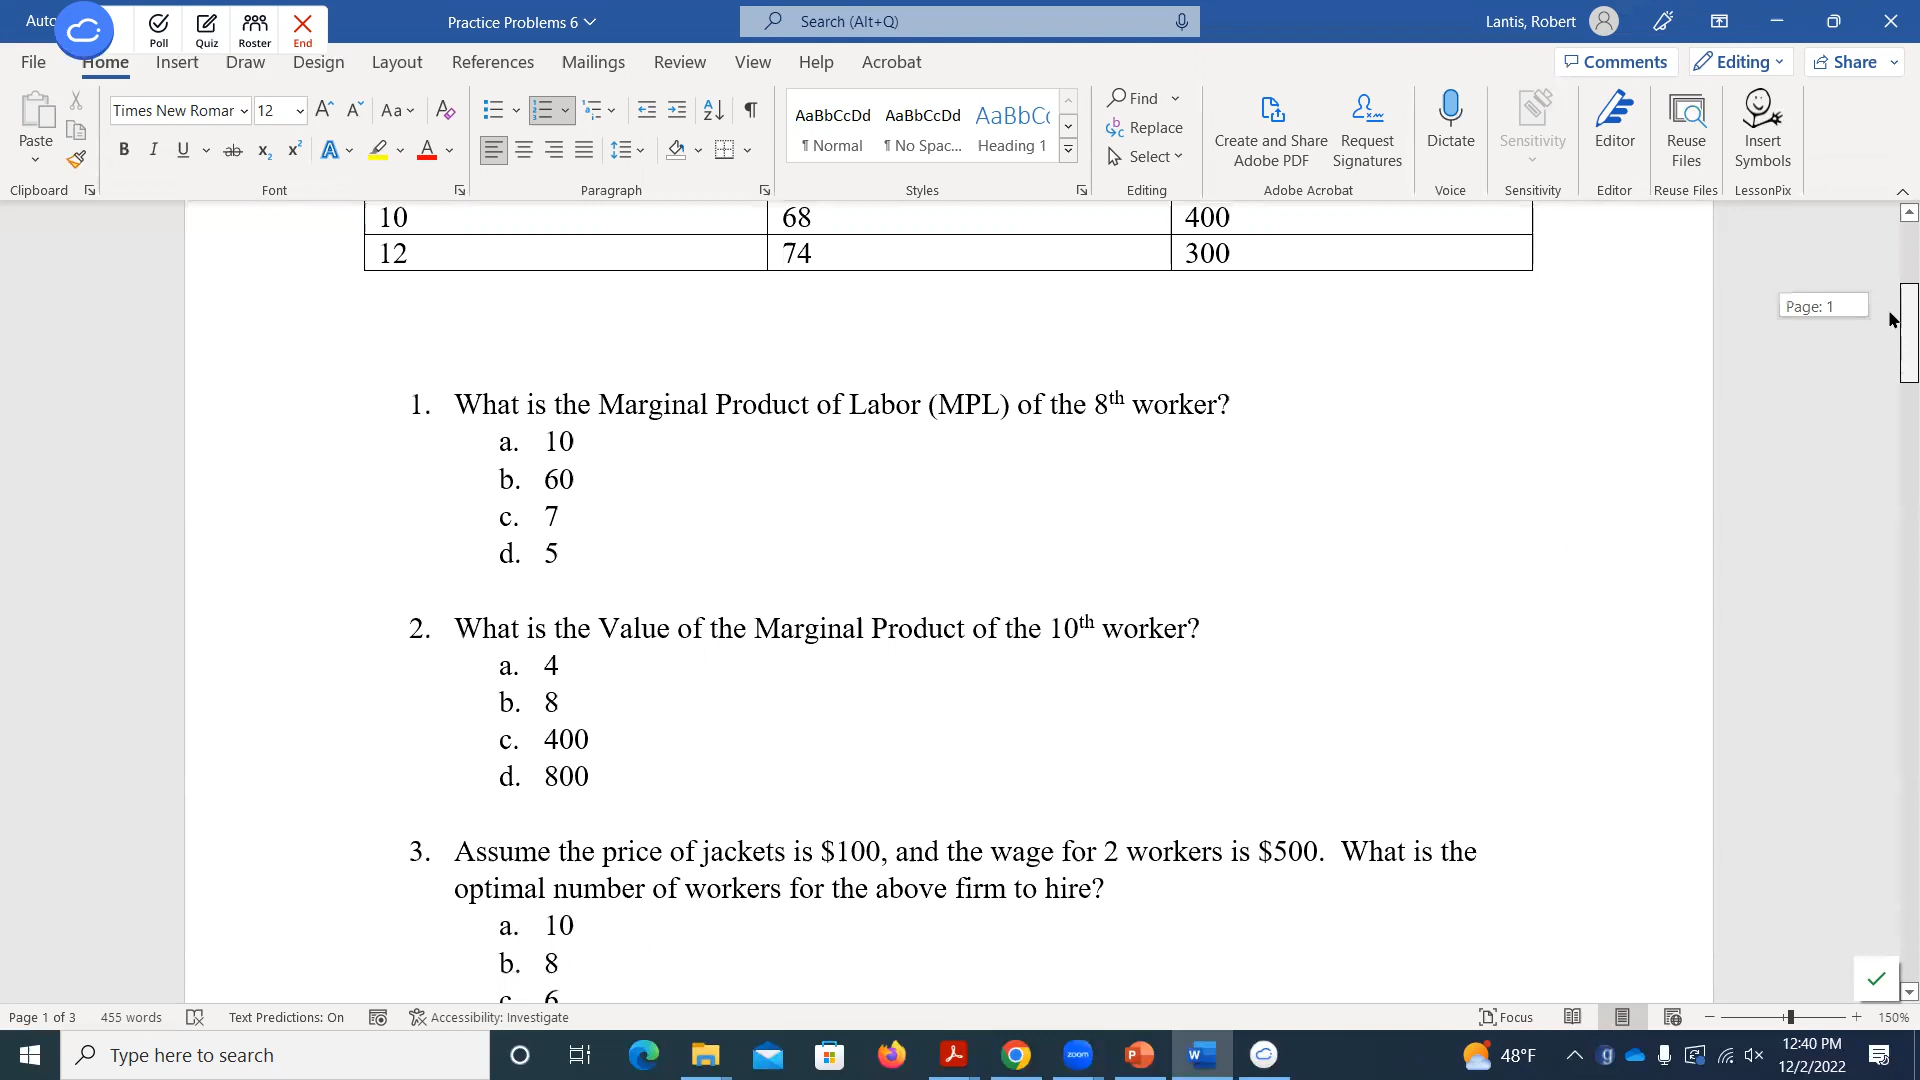 Auto
Poll
Quiz
Roster
End
Practice Problems 6
Search (Alt+Q)
Lantis, Robert
File
Home
Insert
Draw
Design
Layout
References
Mailings
Review
View
Help
Acrobat
Comments
Editing
Share
Paste
Clipboard
Times New Romar
12
Aa
Font
Paragraph
AaBbCcDd
¶ Normal
AaBbCcDd
¶ No Spac...
AaBbC
Heading 1
Styles
Find
Replace
Select
Editing
Create and Share
Adobe PDF
Request
Signatures
Adobe Acrobat
Dictate
Voice
Sensitivity
Sensitivity
Editor
Editor
Reuse
Files
Reuse Files
Insert
Symbols
LessonPix
10 68 400
12 74 300
Page: 1
1. What is the Marginal Product of Labor (MPL) of the 8th worker?
a. 10
b. 60
c. 7
d. 5
2. What is the Value of the Marginal Product of the 10th worker?
a. 4
b. 8
c. 400
d. 800
3. Assume the price of jackets is $100, and the wage for 2 workers is $500. What is the
optimal number of workers for the above firm to hire?
a. 10
b. 8
c. 6
Page 1 of 3
455 words
Text Predictions: On
Accessibility: Investigate
Focus
150%
Type here to search
zoom
48°F
12:40 PM
12/2/2022